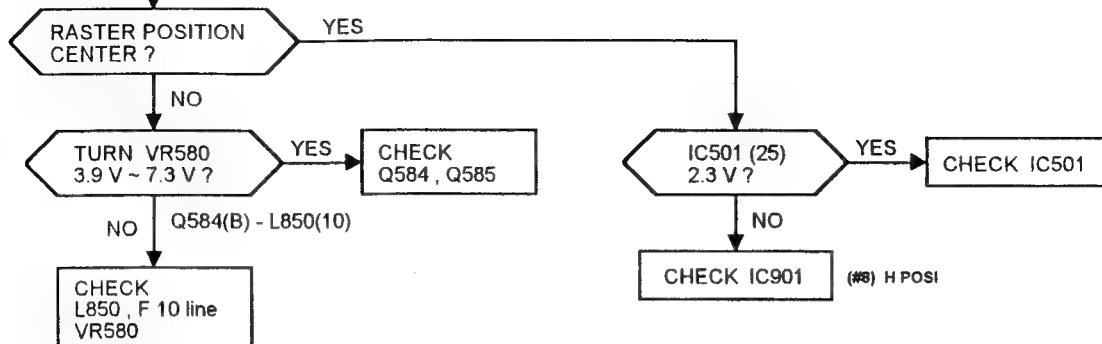 RASTER POSITION
CENTER ?
YES
NO
TURN VR580
3.9 V ~ 7.3 V ?
YES
CHECK
Q584 , Q585
NO
Q584(B) - L850(10)
CHECK
L850 , F 10 line
VR580
IC501 (25)
2.3 V ?
YES
CHECK IC501
NO
CHECK IC901
(#8) H POSI